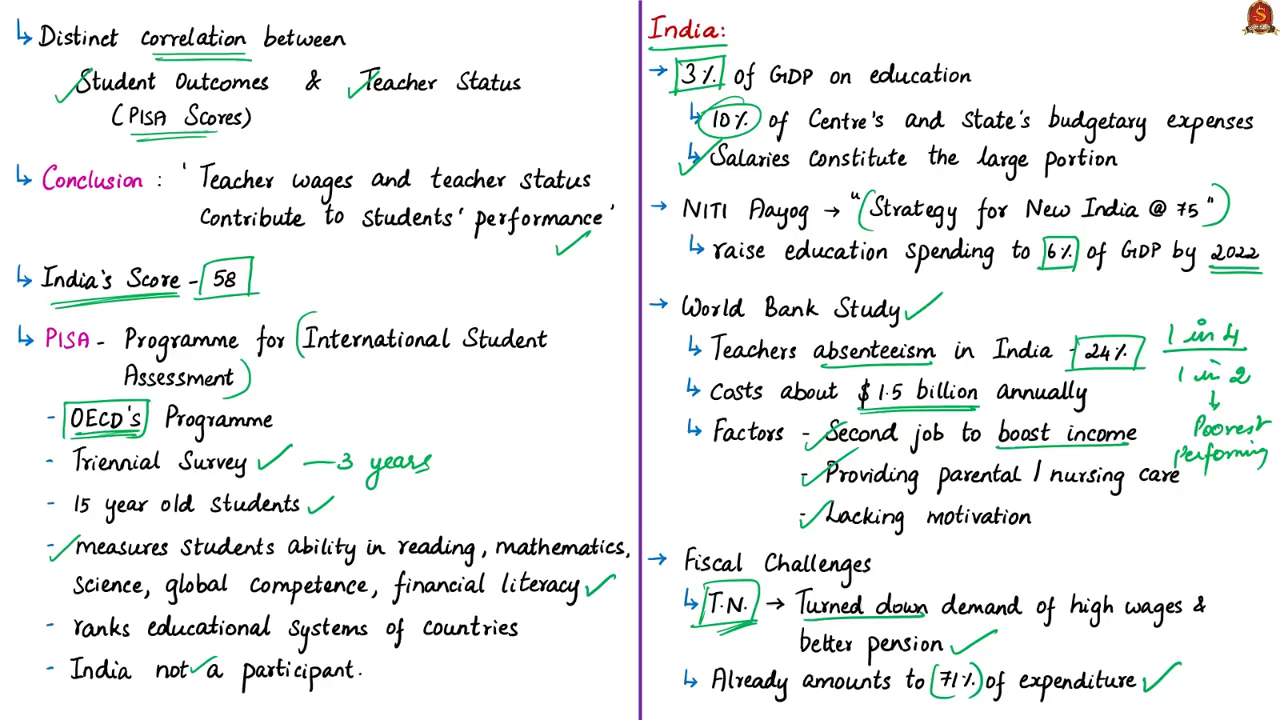 ↳ Distinct correlation between
Student Outcomes & Teacher Status
(PISA Scores)
↳ Conclusion : 'Teacher wages and teacher status
contribute to students' performance'
↳ India's Score - 58
↳ PISA - Programme for (International Student
Assessment)
- OECD's Programme
- Triennial Survey — 3 years
- 15 year old students
- measures students ability in reading, mathematics,
science, global competence, financial literacy
- ranks educational systems of countries
- India not a participant.
India:
→ 3% of GDP on education
↳ 10% of Centre's and State's budgetary expenses
↳ Salaries constitute the large portion
→ NITI Aayog → "(Strategy for New India @ 75")
↳ raise education spending to 6% of GDP by 2022
→ World Bank Study
↳ Teachers absenteeism in India - 24%
1 in 4
1 in 2
↓
Poorest
performing
↳ Costs about $1.5 billion annually
↳ Factors - Second job to boost income
- Providing parental / nursing care
- Lacking motivation
→ Fiscal Challenges
↳ T.N. → Turned down demand of high wages &
better pension
↳ Already amounts to (71%) of expenditure
S